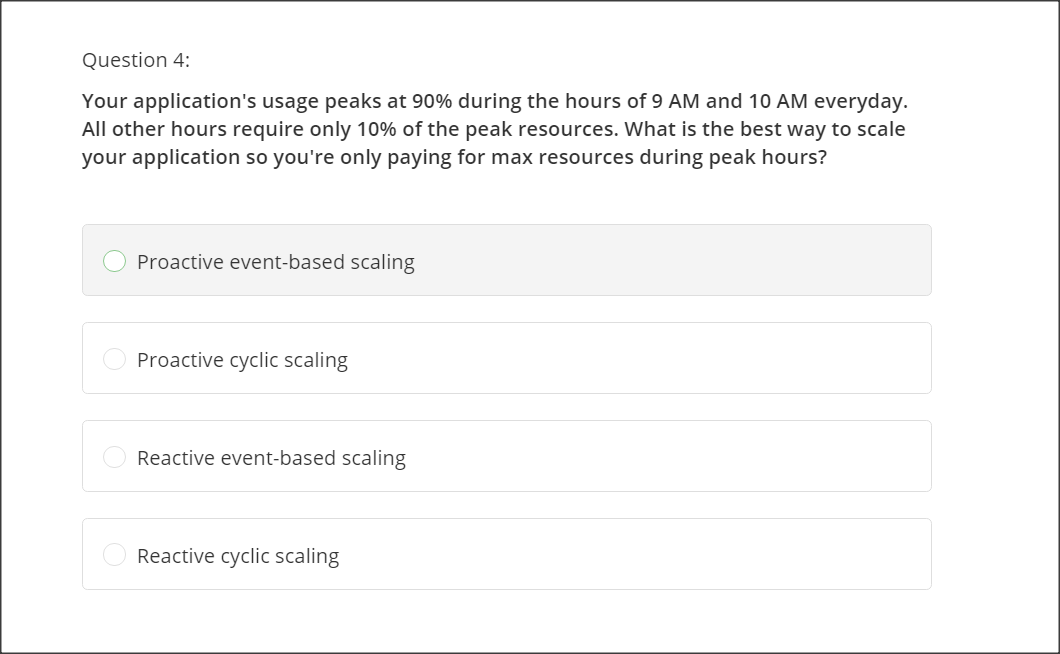 Question 4:
Your application's usage peaks at 90% during the hours of 9 AM and 10 AM everyday.
All other hours require only 10% of the peak resources. What is the best way to scale
your application so you're only paying for max resources during peak hours?
Proactive event-based scaling
Proactive cyclic scaling
Reactive event-based scaling
Reactive cyclic scaling